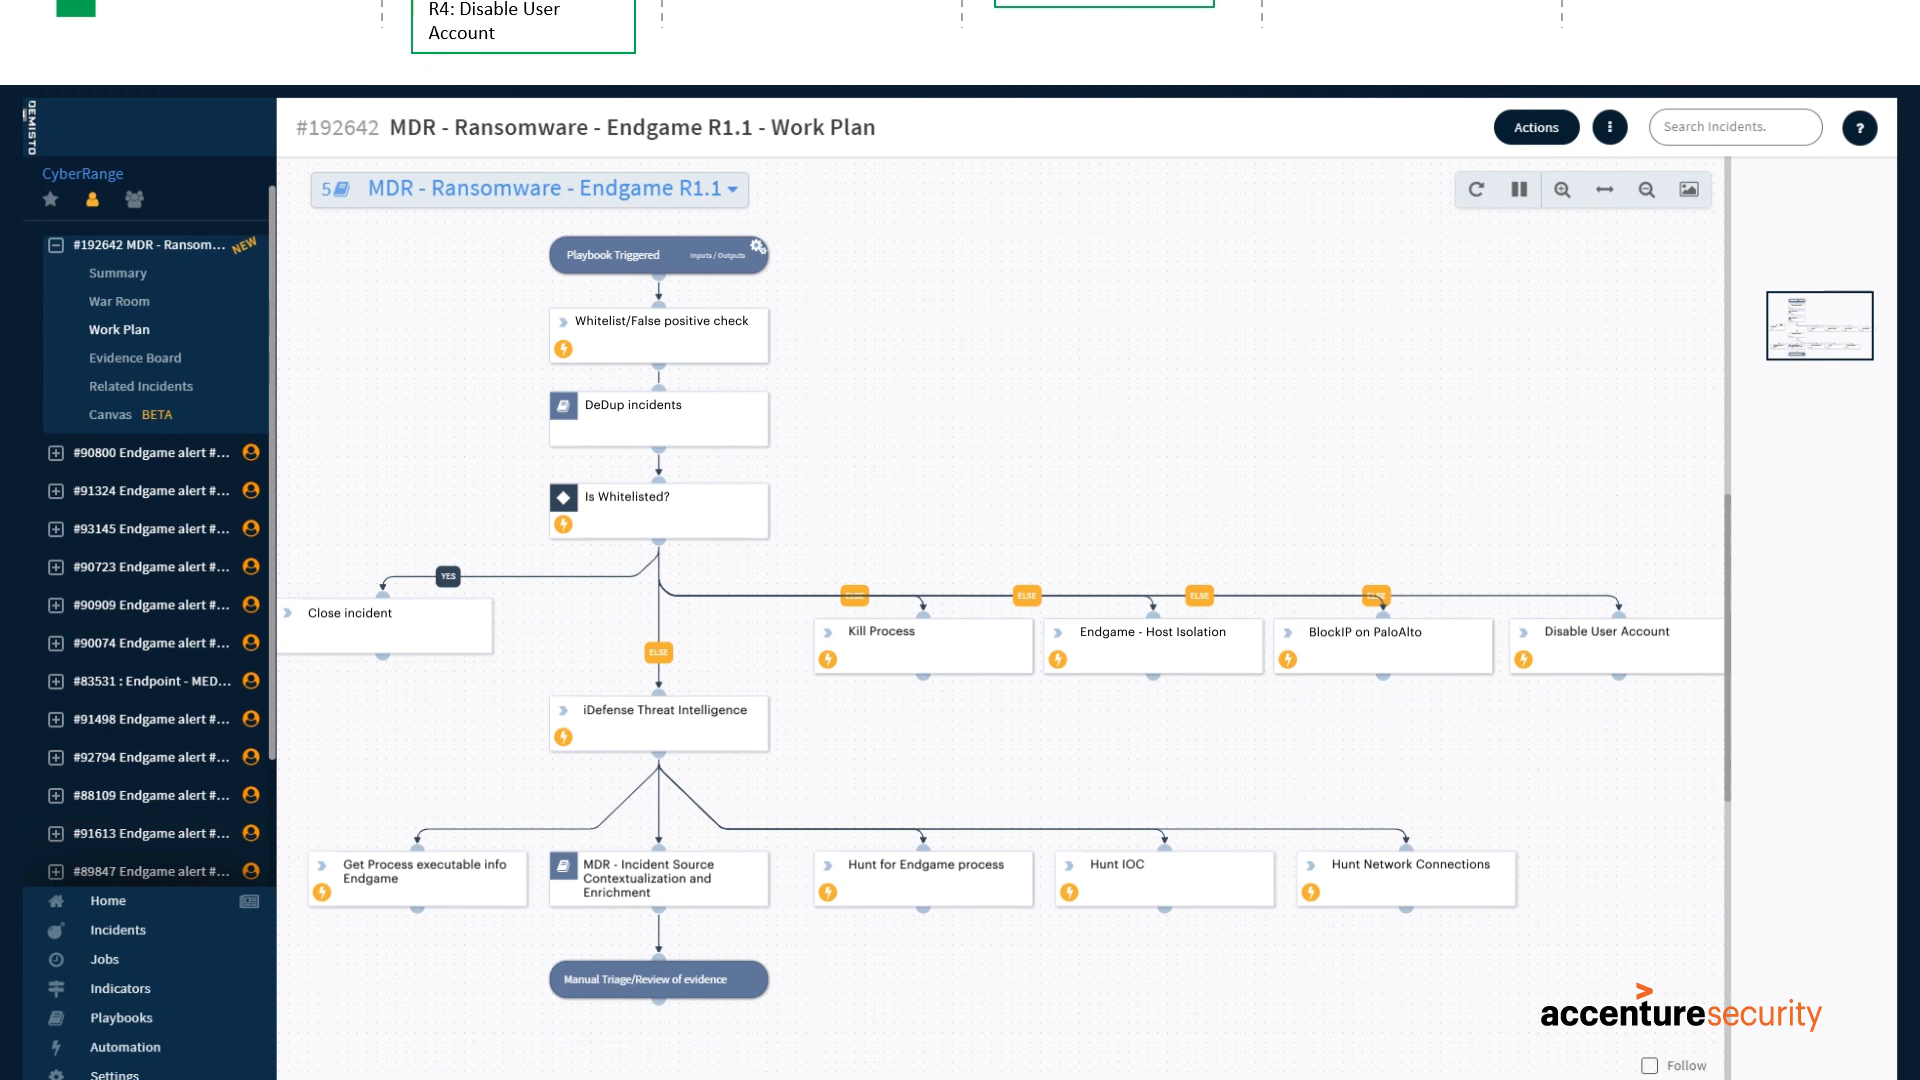 R4: Disable User
Account
DEMISTO
#192642 MDR - Ransomware - Endgame R1.1 - Work Plan
Actions
Search Incidents.
?
CyberRange
5 MDR - Ransomware - Endgame R1.1
#192642 MDR - Ransom... NEW
Summary
War Room
Work Plan
Evidence Board
Related Incidents
Canvas BETA
#90800 Endgame alert #...
#91324 Endgame alert #...
#93145 Endgame alert #...
#90723 Endgame alert #...
#90909 Endgame alert #...
#90074 Endgame alert #...
#83531 : Endpoint - MED...
#91498 Endgame alert #...
#92794 Endgame alert #...
#88109 Endgame alert #...
#91613 Endgame alert #...
#89847 Endgame alert #...
Home
Incidents
Jobs
Indicators
Playbooks
Automation
Settings
Playbook Triggered Inputs / Outputs
Whitelist/False positive check
DeDup incidents
Is Whitelisted?
YES
ELSE
ELSE
ELSE
ELSE
Close incident
Kill Process
Endgame - Host Isolation
BlockIP on PaloAlto
Disable User Account
ELSE
iDefense Threat Intelligence
Get Process executable info
Endgame
MDR - Incident Source
Contextualization and
Enrichment
Hunt for Endgame process
Hunt IOC
Hunt Network Connections
Manual Triage/Review of evidence
accenturesecurity
Follow